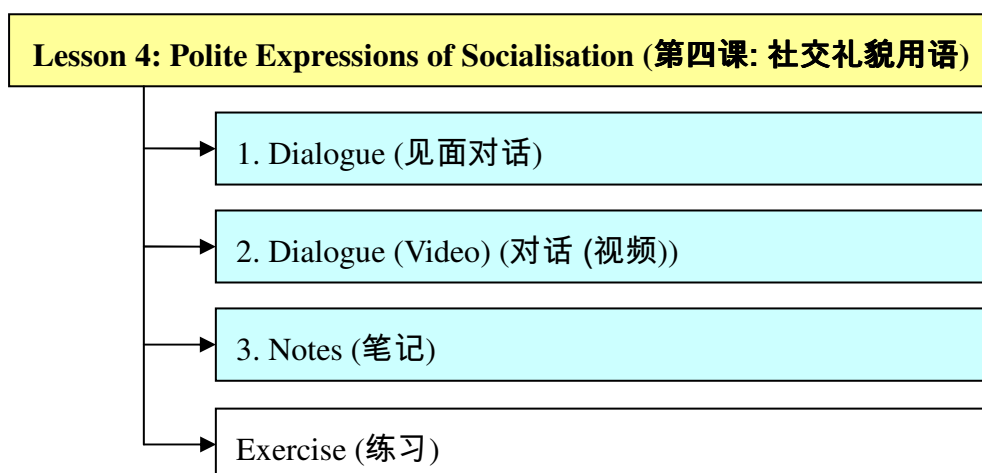 Lesson 4: Polite Expressions of Socialisation (第四课: 社交礼貌用语)
1. Dialogue (见面对话)
2. Dialogue (Video) (对话 (视频))
3. Notes (笔记)
Exercise (练习)